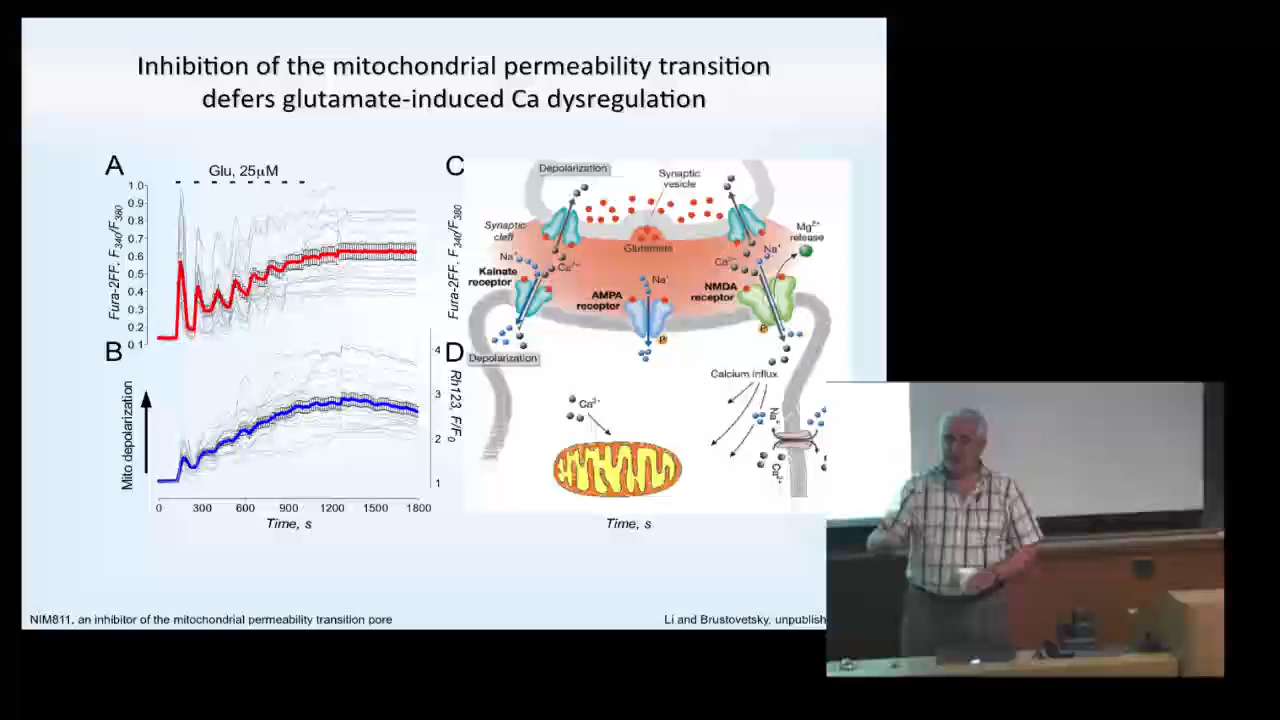 Inhibition of the mitochondrial permeability transition
defers glutamate-induced Ca dysregulation
A
Glu, 25µM
1.0
0.9
0.8
0.7
0.6
0.5
0.4
0.3
0.2
0.1
Fura-2FF, F340/F380
B
Mito depolarization
4
3
2
1
Rh123, F/F0
0 300 600 900 1200 1500 1800
Time, s
C
Fura-2FF, F340/F380
Depolarization
Synaptic
vesicle
Synaptic
cleft
Glutamate
Mg2+
release
Na+
Ca2+
Kainate
receptor
AMPA
receptor
Na+
NMDA
receptor
Ca2+
Na+
P
P
D
Depolarization
Calcium influx
Ca2+
Na+
Ca2+
Time, s
NIM811, an inhibitor of the mitochondrial permeability transition pore
Li and Brustovetsky, unpublish